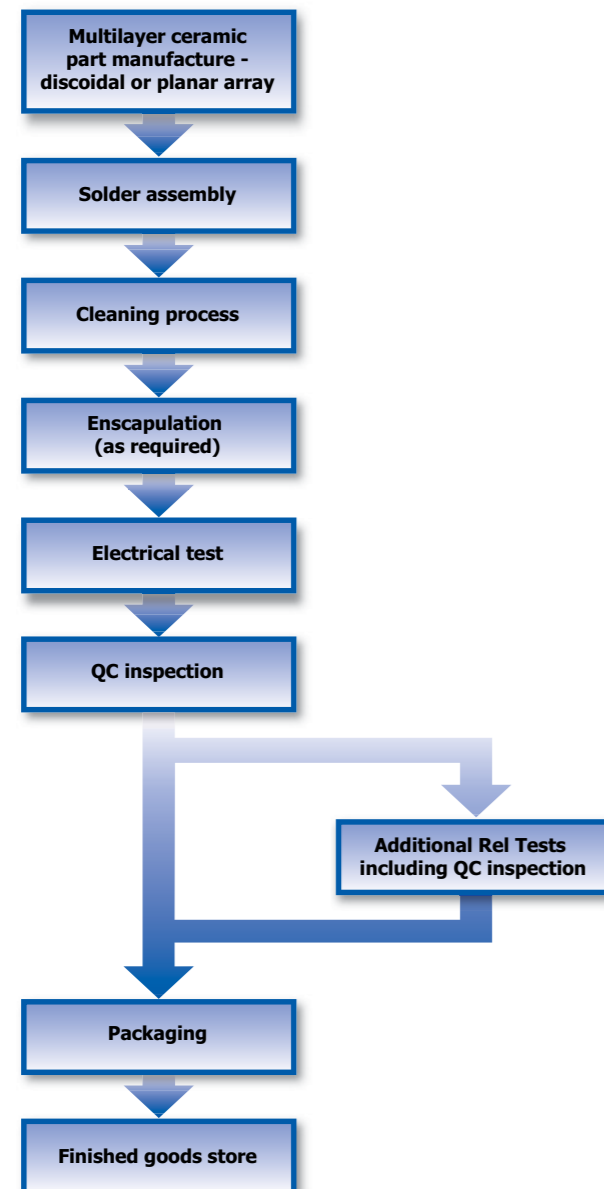 Multilayer ceramic
part manufacture -
discoidal or planar array
Solder assembly
Cleaning process
Enscapulation
(as required)
Electrical test
QC inspection
Additional Rel Tests
including QC inspection
Packaging
Finished goods store